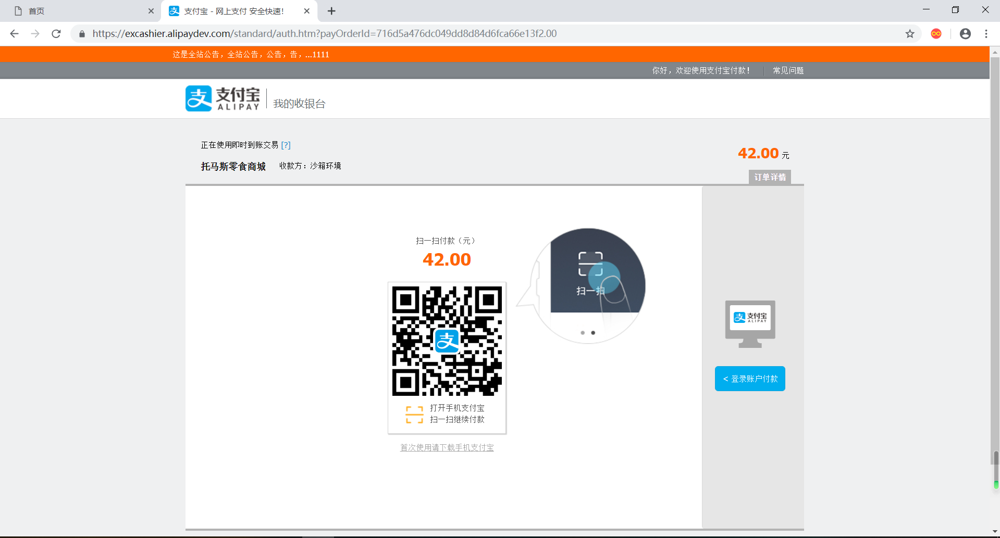 首页
支付宝 - 网上支付 安全快速!
https://excashier.alipaydev.com/standard/auth.htm?payOrderId=716d5a476dc049dd8d84d6fca66e13f2.00
这是全站公告，全站公告，公告，告，...1111
你好，欢迎使用支付宝付款！
常见问题
支付宝
ALIPAY
我的收银台
正在使用即时到账交易 [?]
42.00 元
托马斯零食商城 收款方：沙箱环境
订单详情
扫一扫付款（元）
42.00
扫一扫
支付宝
ALIPAY
< 登录账户付款
打开手机支付宝
扫一扫继续付款
首次使用请下载手机支付宝